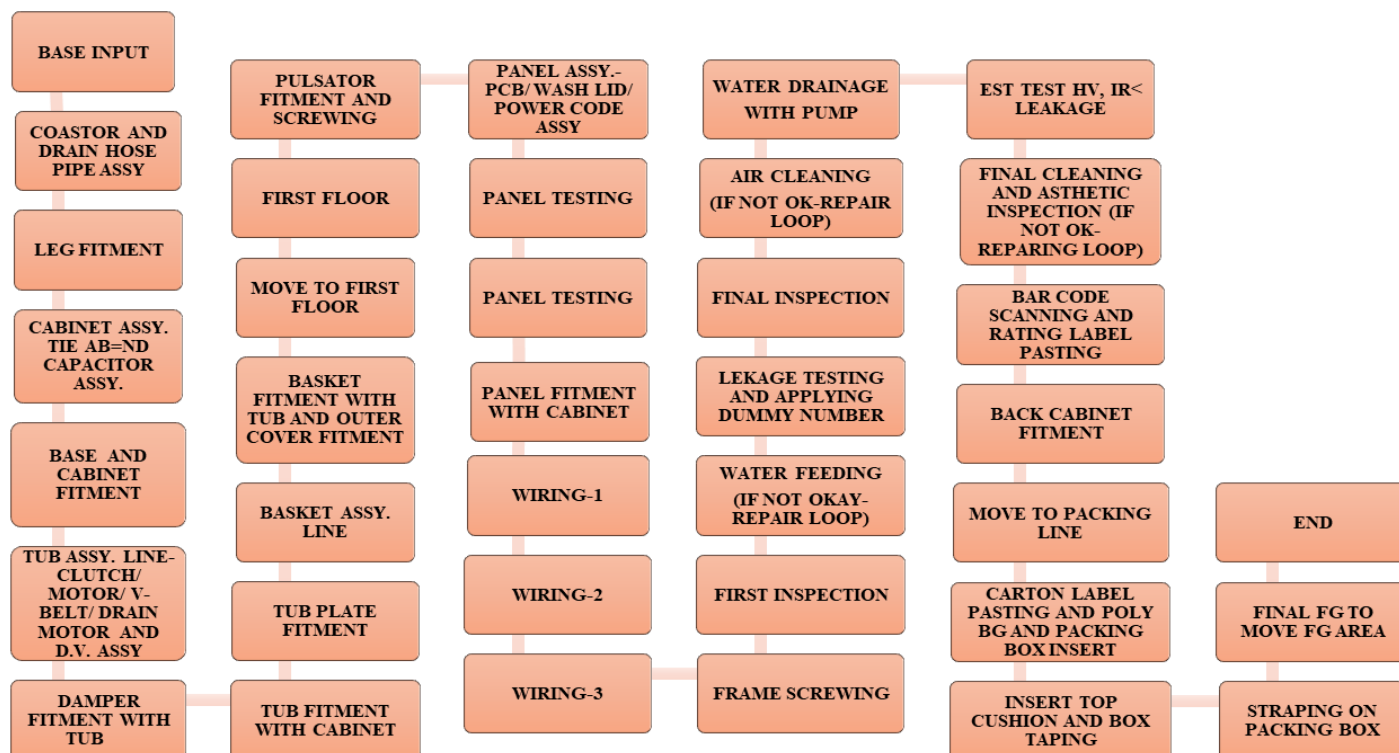 BASE INPUT
COASTOR AND
DRAIN HOSE
PIPE ASSY
LEG FITMENT
CABINET ASSY.
TIE AB=ND
CAPACITOR
ASSY.
BASE AND
CABINET
FITMENT
TUB ASSY. LINE-
CLUTCH/
MOTOR/ V-
BELT/ DRAIN
MOTOR AND
D.V. ASSY
DAMPER
FITMENT WITH
TUB
PULSATOR
FITMENT AND
SCREWING
FIRST FLOOR
MOVE TO FIRST
FLOOR
BASKET
FITMENT WITH
TUB AND OUTER
COVER FITMENT
BASKET ASSY.
LINE
TUB PLATE
FITMENT
TUB FITMENT
WITH CABINET
PANEL ASSY.-
PCB/ WASH LID/
POWER CODE
ASSY
PANEL TESTING
PANEL TESTING
PANEL FITMENT
WITH CABINET
WIRING-1
WIRING-2
WIRING-3
WATER DRAINAGE
WITH PUMP
AIR CLEANING
(IF NOT OK-REPAIR
LOOP)
FINAL INSPECTION
LEKAGE TESTING
AND APPLYING
DUMMY NUMBER
WATER FEEDING
(IF NOT OKAY-
REPAIR LOOP)
FIRST INSPECTION
FRAME SCREWING
EST TEST HV, IR<
LEAKAGE
FINAL CLEANING
AND ASTHETIC
INSPECTION (IF
NOT OK-
REPARING LOOP)
BAR CODE
SCANNING AND
RATING LABEL
PASTING
BACK CABINET
FITMENT
MOVE TO PACKING
LINE
CARTON LABEL
PASTING AND POLY
BG AND PACKING
BOX INSERT
INSERT TOP
CUSHION AND BOX
TAPING
END
FINAL FG TO
MOVE FG AREA
STRAPING ON
PACKING BOX